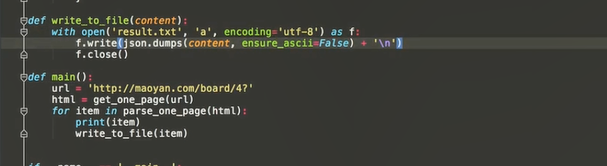 def write_to_file(content):
    with open('result.txt', 'a', encoding='utf-8') as f:
        f.write(json.dumps(content, ensure_ascii=False) + '\n')
        f.close()
def main():
    url = 'http://maoyan.com/board/4?'
    html = get_one_page(url)
    for item in parse_one_page(html):
        print(item)
        write_to_file(item)